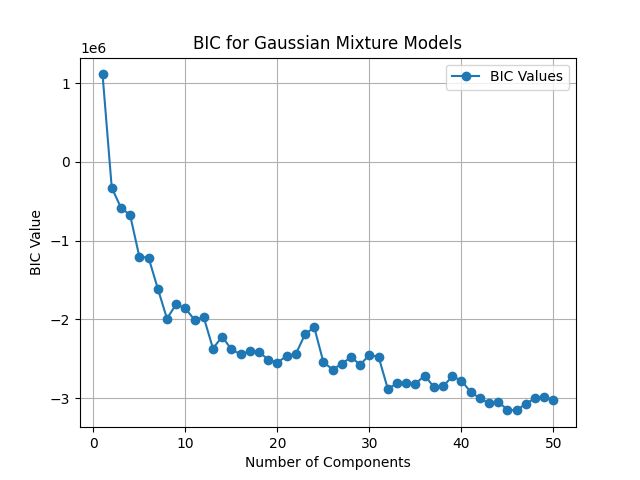 BIC for Gaussian Mixture Models
1e6
BIC Values
1
0
−1
−2
−3
BIC Value
0 10 20 30 40 50
Number of Components